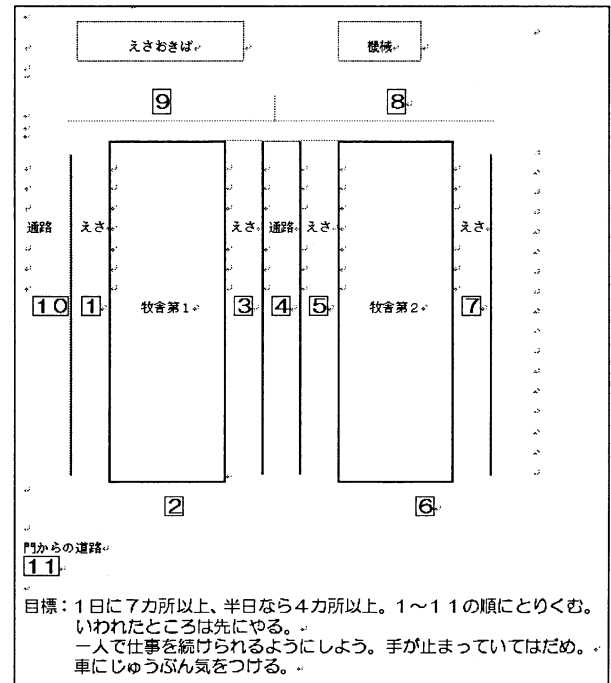 えさおきば
機械
9
8
通路
えさ
えさ
通路
えさ
えさ
10
1
牧舎第1
3
4
5
牧舎第2
7
2
6
門からの道路
11
目標：1日に7カ所以上、半日なら4カ所以上。1～11の順にとりくむ。
いわれたところは先にやる。
一人で仕事を続けられるようにしよう。手が止まっていてはだめ。
車にじゅうぶん気をつける。